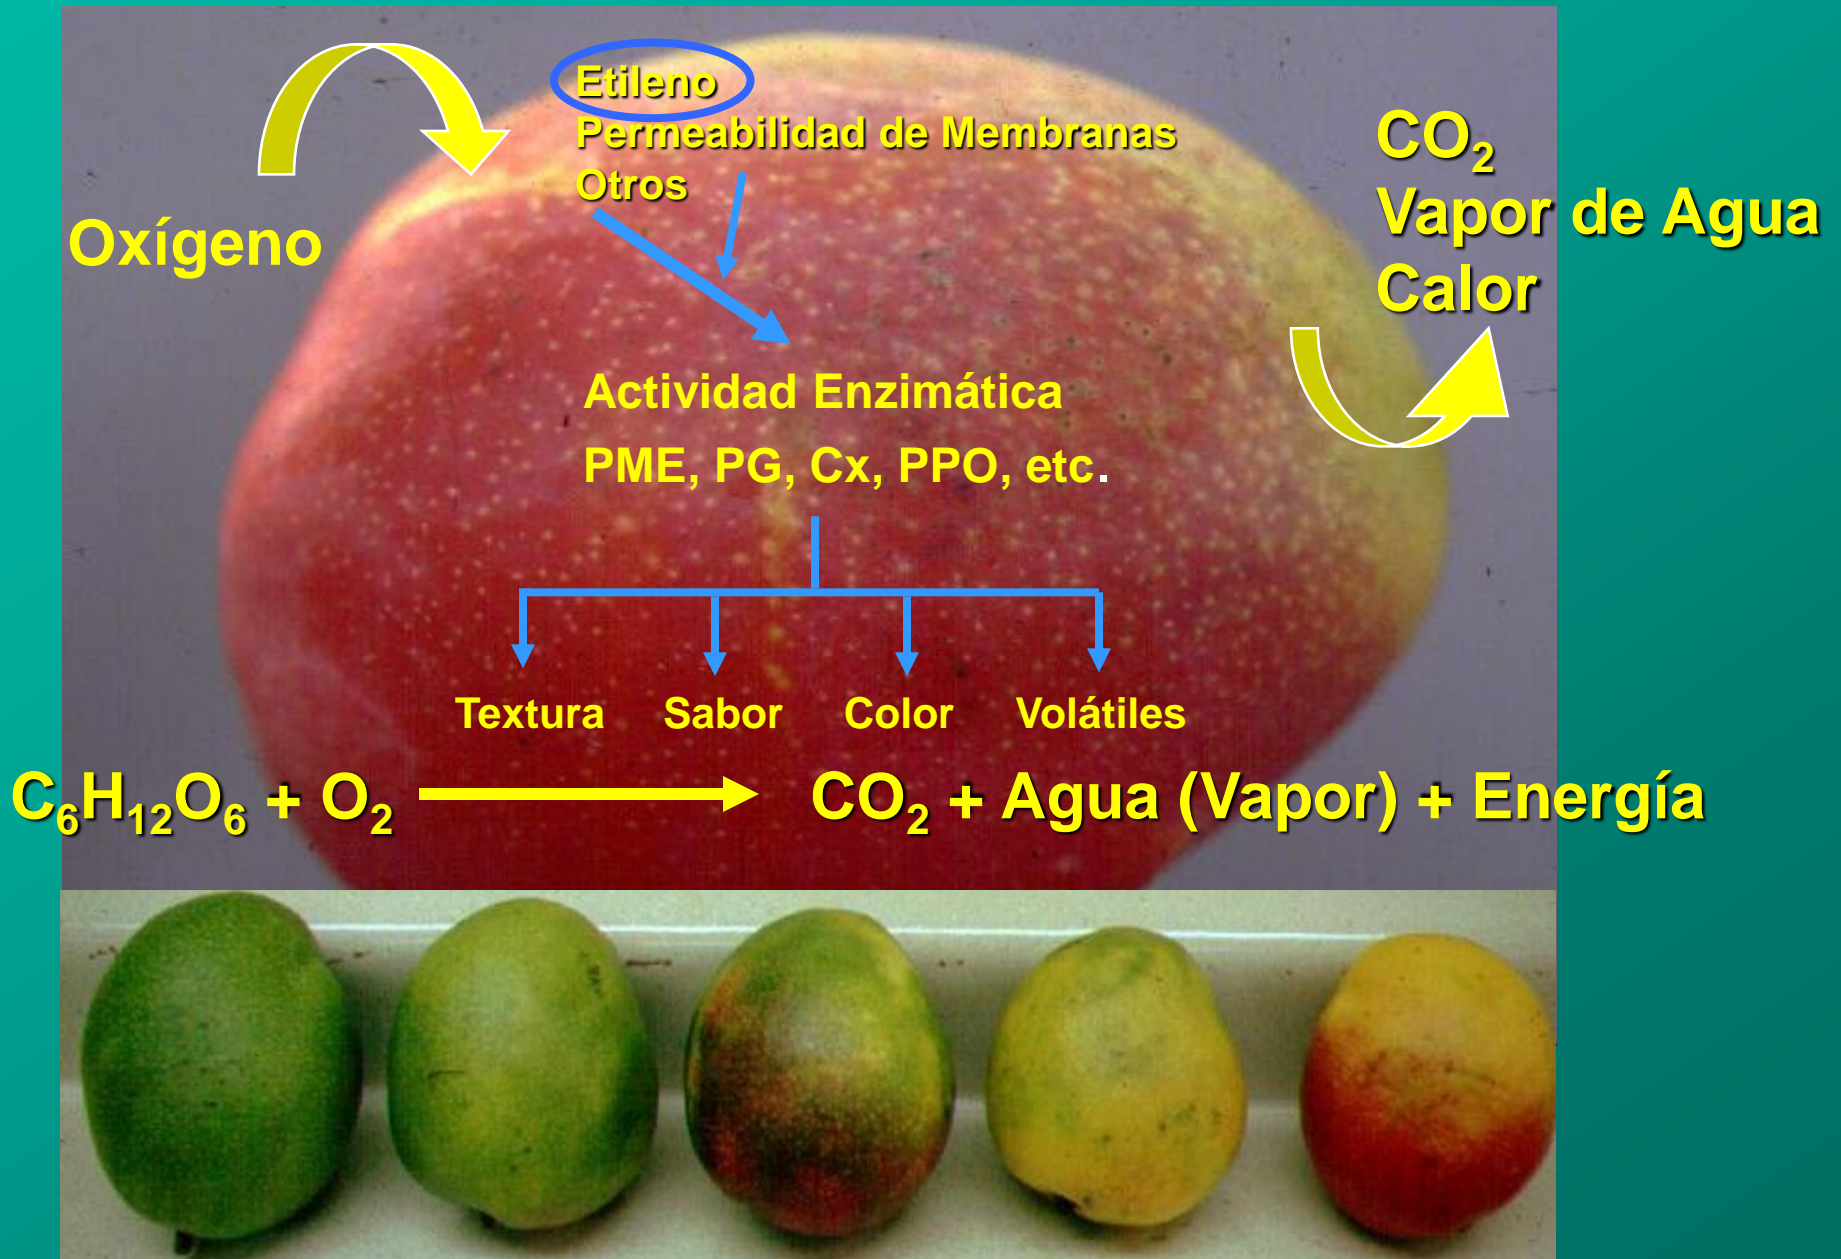 Etileno
Permeabilidad de Membranas
Otros
Oxígeno
CO₂
Vapor de Agua
Calor
Actividad Enzimática
PME, PG, Cx, PPO, etc.
Textura Sabor Color Volátiles
C₆H₁₂O₆ + O₂ CO₂ + Agua (Vapor) + Energía